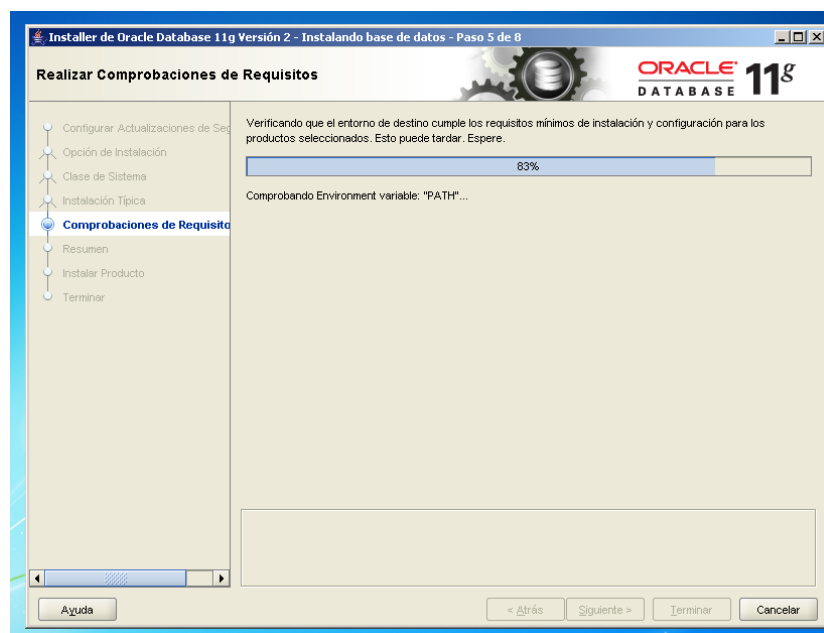 Installer de Oracle Database 11g Versión 2 - Instalando base de datos - Paso 5 de 8
Realizar Comprobaciones de Requisitos
ORACLE
DATABASE
11g
Configurar Actualizaciones de Seg
Opción de Instalación
Clase de Sistema
Instalación Típica
Comprobaciones de Requisito
Resumen
Instalar Producto
Terminar
Verificando que el entorno de destino cumple los requisitos mínimos de instalación y configuración para los
productos seleccionados. Esto puede tardar. Espere.
83%
Comprobando Environment variable: "PATH"...
Ayuda
< Atrás
Siguiente >
Terminar
Cancelar